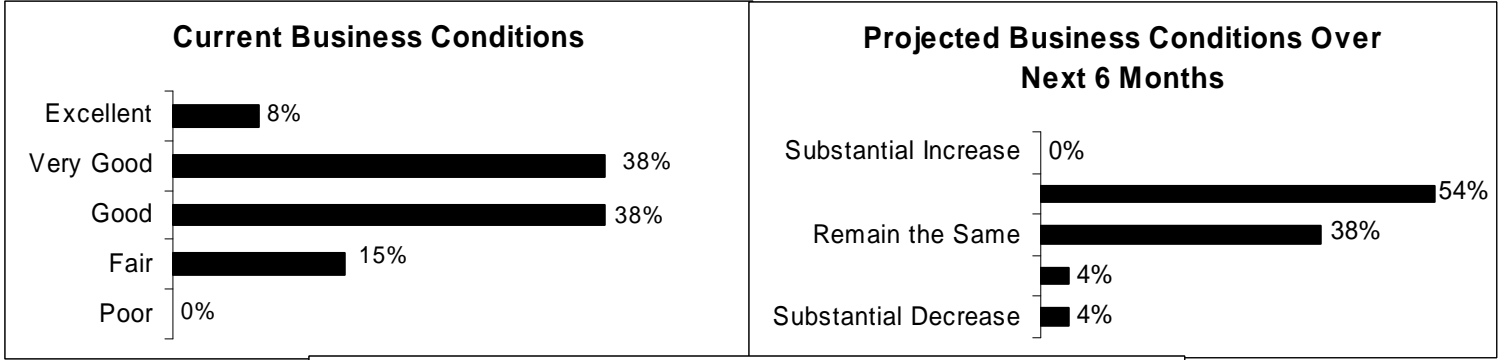 Current Business Conditions
Excellent 8%
Very Good 38%
Good 38%
Fair 15%
Poor 0%
Projected Business Conditions Over
Next 6 Months
Substantial Increase 0%
54%
Remain the Same 38%
4%
Substantial Decrease 4%